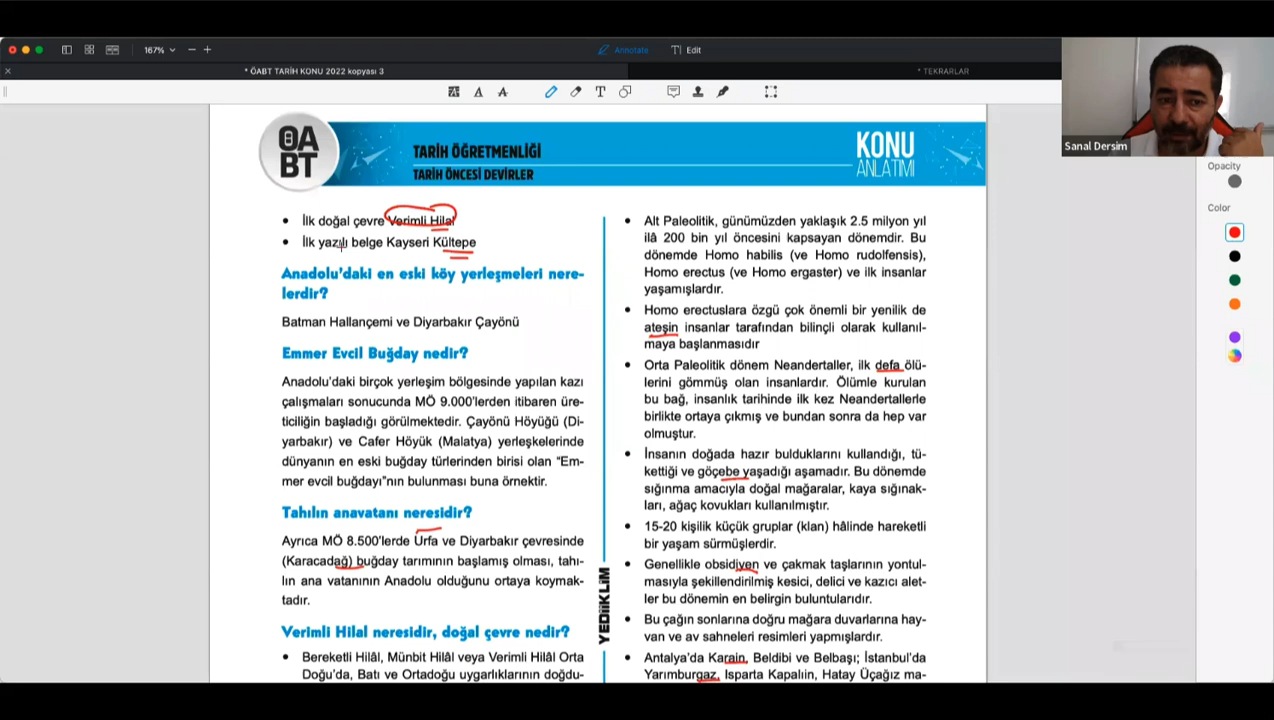 167%
Annotate
Edit
* ÖABT TARİH KONU 2022 kopyası 3
* TEKRARLAR
Sanal Dersim
Opacity
Color
ÖA
BT
TARİH ÖĞRETMENLİĞİ
TARİH ÖNCESİ DEVİRLER
KONU
ANLATIMI
• İlk doğal çevre Verimli Hilal
• İlk yazılı belge Kayseri Kültepe
Anadolu'daki en eski köy yerleşmeleri nere-
lerdir?
Batman Hallançemi ve Diyarbakır Çayönü
Emmer Evcil Buğday nedir?
Anadolu'daki birçok yerleşim bölgesinde yapılan kazı
çalışmaları sonucunda MÖ 9.000'lerden itibaren üre-
ticiliğin başladığı görülmektedir. Çayönü Höyüğü (Di-
yarbakır) ve Cafer Höyük (Malatya) yerleşkelerinde
dünyanın en eski buğday türlerinden birisi olan "Em-
mer evcil buğdayı"nın bulunması buna örnektir.
Tahılın anavatanı neresidir?
Ayrıca MÖ 8.500'lerde Urfa ve Diyarbakır çevresinde
(Karacadağ) buğday tarımının başlamış olması, tahı-
lın ana vatanının Anadolu olduğunu ortaya koymak-
tadır.
Verimli Hilal neresidir, doğal çevre nedir?
• Bereketli Hilâl, Münbit Hilâl veya Verimli Hilâl Orta
Doğu'da, Batı ve Ortadoğu uygarlıklarının doğdu-
YEDİİKLİM
• Alt Paleolitik, günümüzden yaklaşık 2.5 milyon yıl
ilâ 200 bin yıl öncesini kapsayan dönemdir. Bu
dönemde Homo habilis (ve Homo rudolfensis),
Homo erectus (ve Homo ergaster) ve ilk insanlar
yaşamışlardır.
• Homo erectuslara özgü çok önemli bir yenilik de
ateşin insanlar tarafından bilinçli olarak kullanıl-
maya başlanmasıdır
• Orta Paleolitik dönem Neandertaller, ilk defa ölü-
lerini gömmüş olan insanlardır. Ölümle kurulan
bu bağ, insanlık tarihinde ilk kez Neandertallerle
birlikte ortaya çıkmış ve bundan sonra da hep var
olmuştur.
• İnsanın doğada hazır bulduklarını kullandığı, tü-
kettiği ve göçebe yaşadığı aşamadır. Bu dönemde
sığınma amacıyla doğal mağaralar, kaya sığınak-
ları, ağaç kovukları kullanılmıştır.
• 15-20 kişilik küçük gruplar (klan) hâlinde hareketli
bir yaşam sürmüşlerdir.
• Genellikle obsidiyen ve çakmak taşlarının yontul-
masıyla şekillendirilmiş kesici, delici ve kazıcı alet-
ler bu dönemin en belirgin buluntularıdır.
• Bu çağın sonlarına doğru mağara duvarlarına hay-
van ve av sahneleri resimleri yapmışlardır.
• Antalya'da Karain, Beldibi ve Belbaşı; İstanbul'da
Yarımburgaz, Isparta Kapalıin, Hatay Üçağız ma-